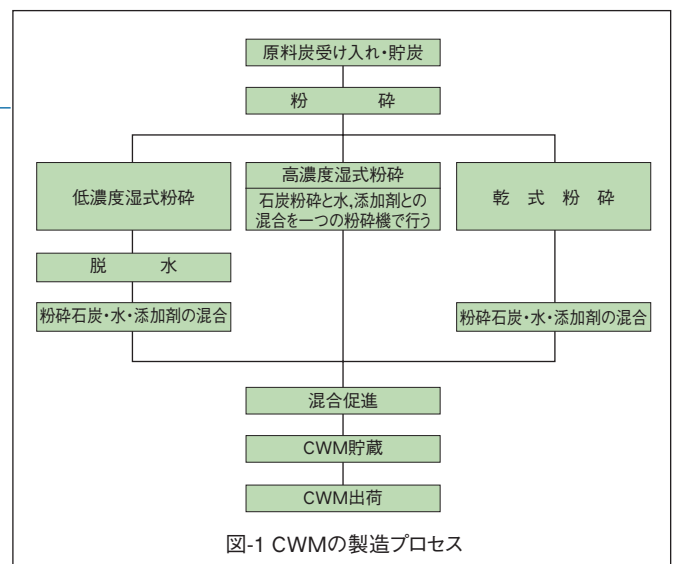 原料炭受け入れ・貯炭
粉　　　砕
低濃度湿式粉砕
高濃度湿式粉砕
石炭粉砕と水,添加剤との
混合を一つの粉砕機で行う
乾　式　粉　砕
脱　　　水
粉砕石炭・水・添加剤の混合
粉砕石炭・水・添加剤の混合
混合促進
CWM貯蔵
CWM出荷
図-1 CWMの製造プロセス